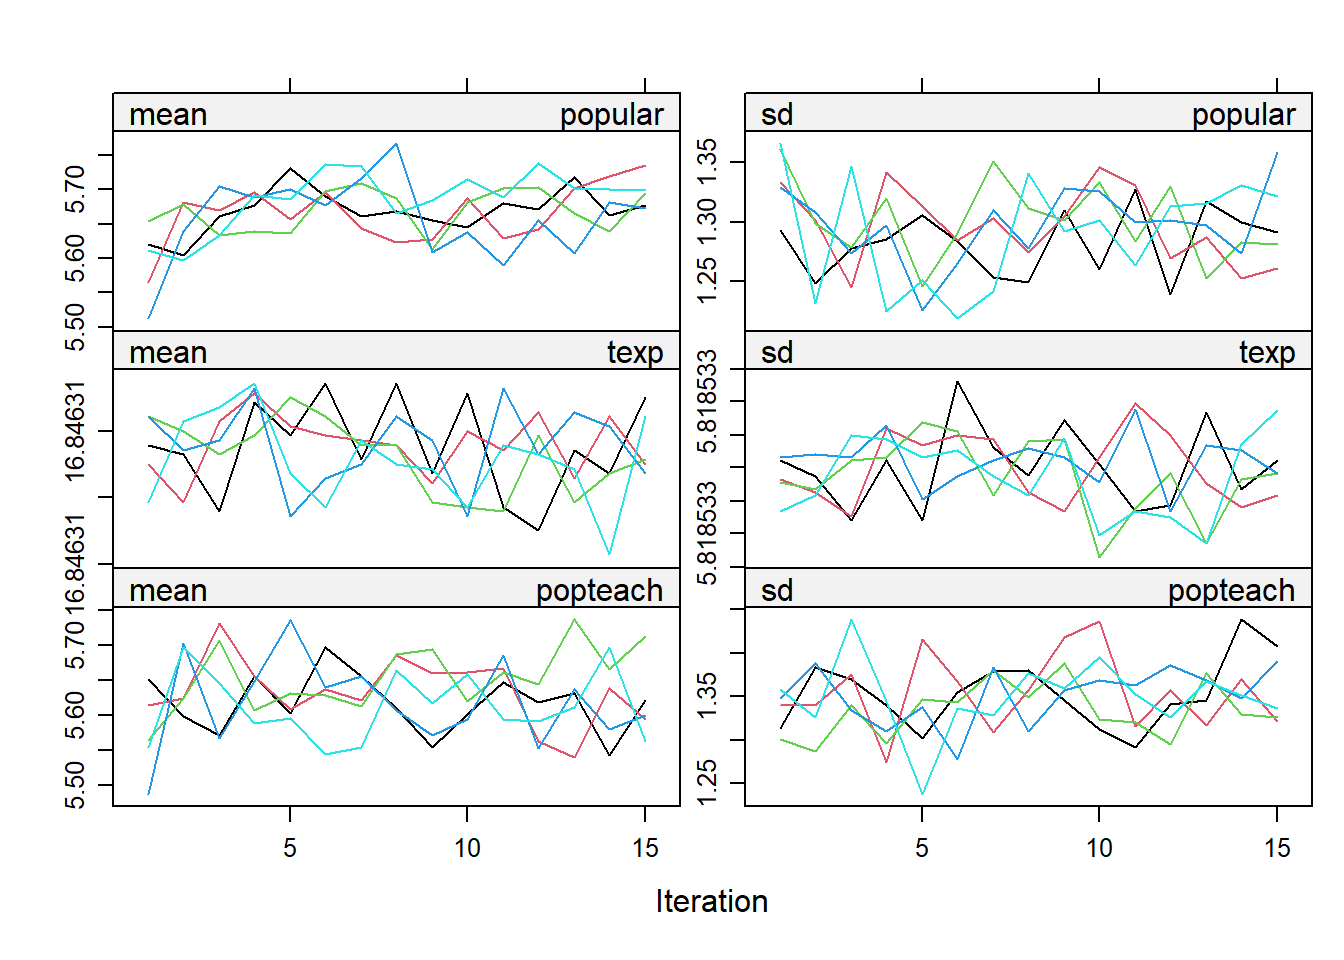 mean popular
sd popular
5.70
5.60
5.50
1.35
1.30
1.25
mean texp
sd texp
16.84631
16.84631
5.818533
5.818533
mean popteach
sd popteach
5.70
5.60
5.50
1.35
1.25
5 10 15
5 10 15
Iteration